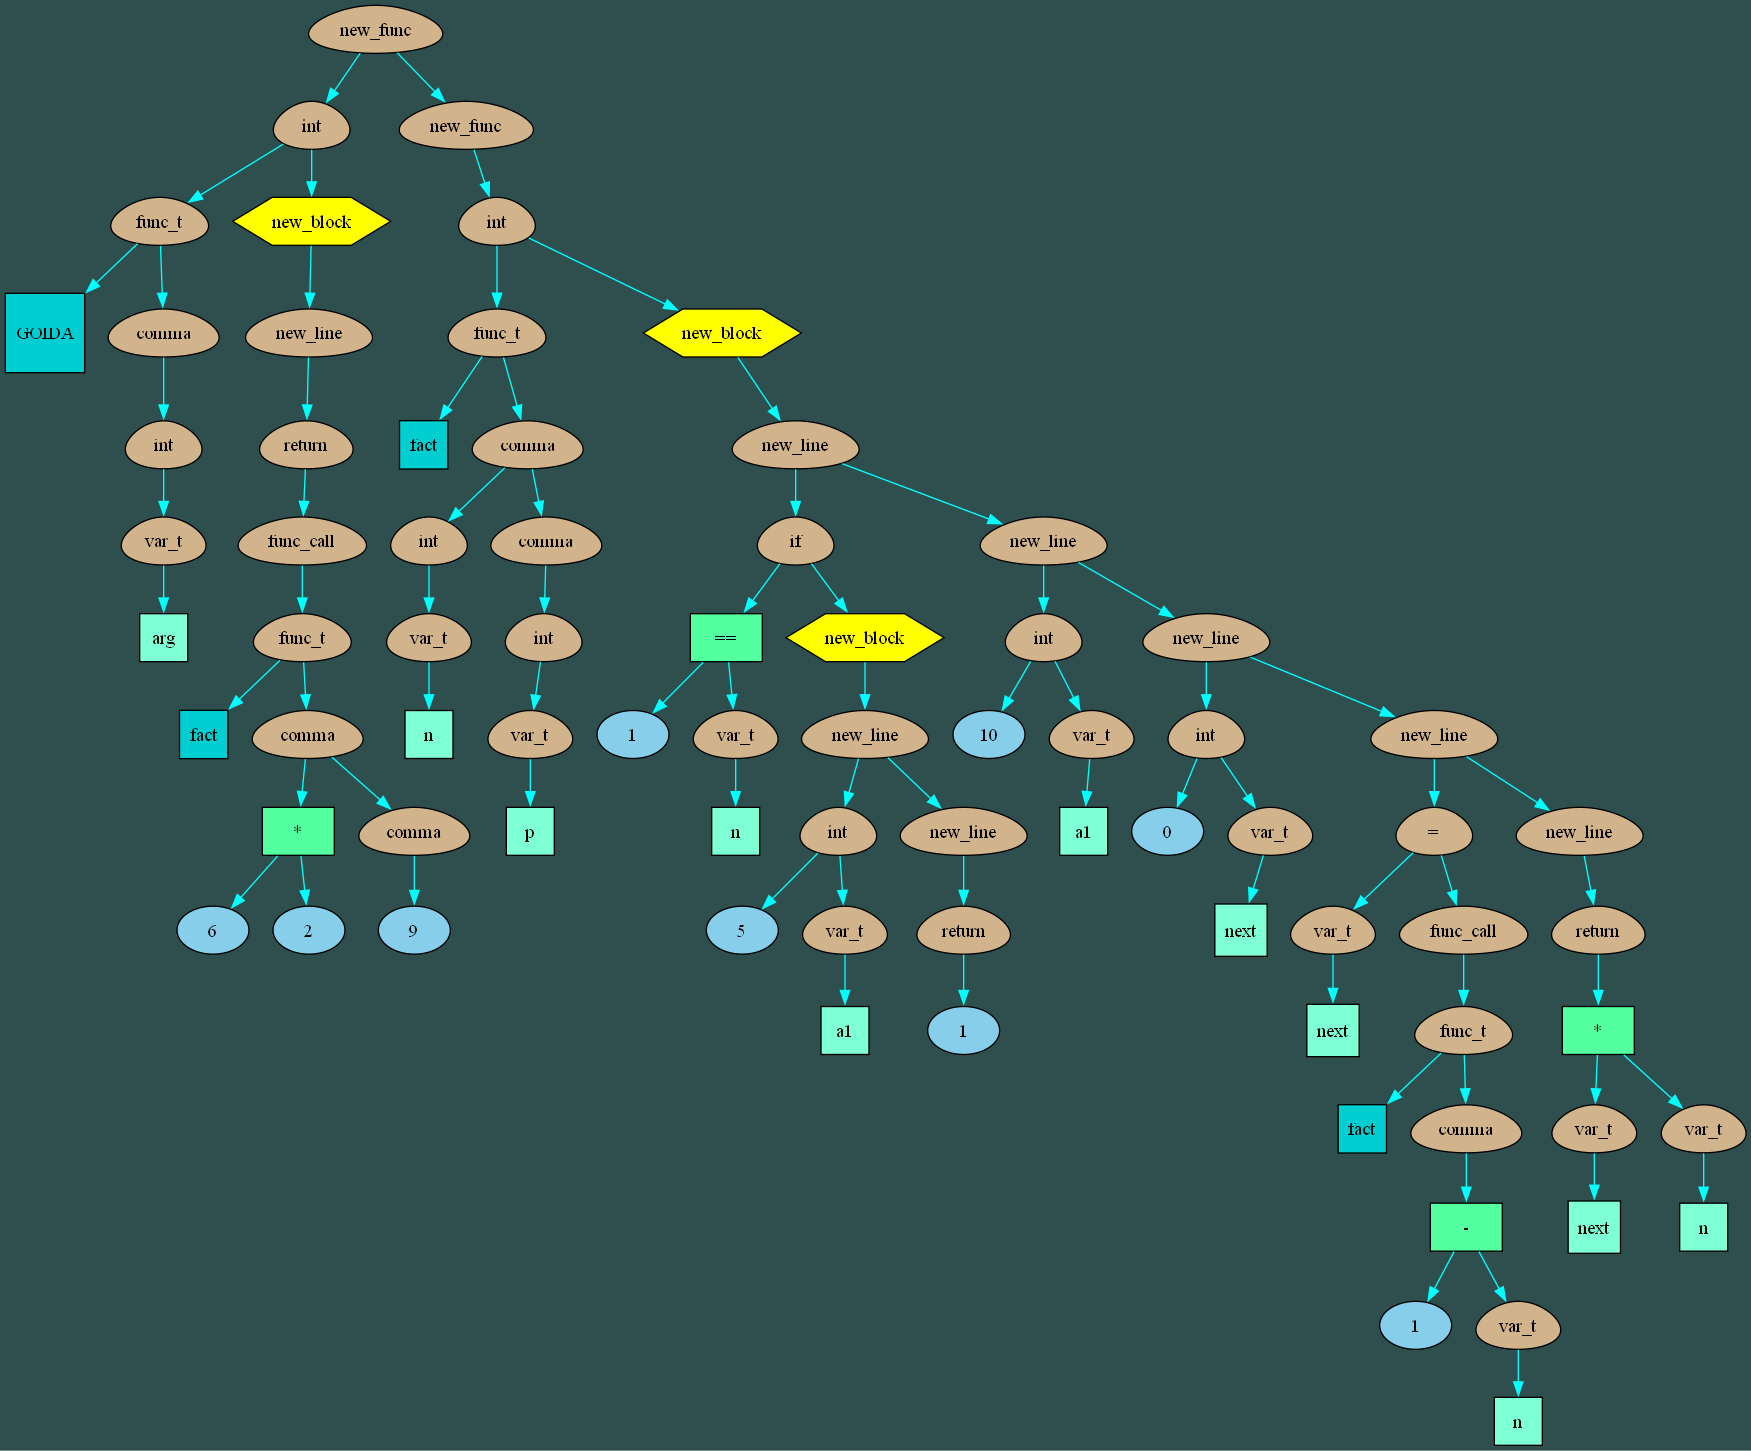 new_func
int new_func
func_t new_block int
GOIDA comma new_line func_t new_block
int return fact comma new_line
var_t func_call int comma if new_line
arg func_t var_t int == new_block int new_line
fact comma n var_t 1 var_t new_line 10 var_t int new_line
* comma p n int new_line a1 0 var_t = new_line
6 2 9 5 var_t return next var_t func_call return
a1 1 next func_t *
fact comma var_t var_t
- next n
1 var_t
n